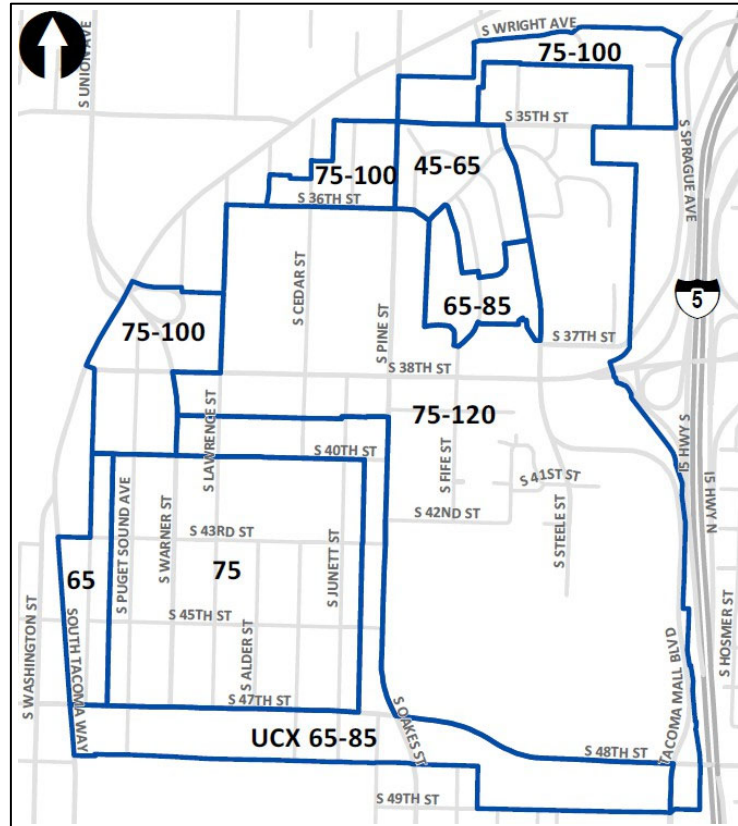 S WRIGHT AVE
75-100
S UNION AVE
S 35TH ST
S SPRAGUE AVE
75-100
45-65
S 36TH ST
S CEDAR ST
S PINE ST
65-85
5
75-100
S 37TH ST
S 38TH ST
S LAWRENCE ST
75-120
S 40TH ST
S FIFE ST
S 41ST ST
I5 HWY S
I5 HWY N
S PUGET SOUND AVE
S WARNER ST
S 42ND ST
S STEELE ST
S 43RD ST
65
75
S JUNETT ST
S WASHINGTON ST
SOUTH TACOMA WAY
S 45TH ST
S ALDER ST
S HOSMER ST
TACOMA MALL BLVD
S 47TH ST
S OAKES ST
UCX 65-85
S 48TH ST
S 49TH ST